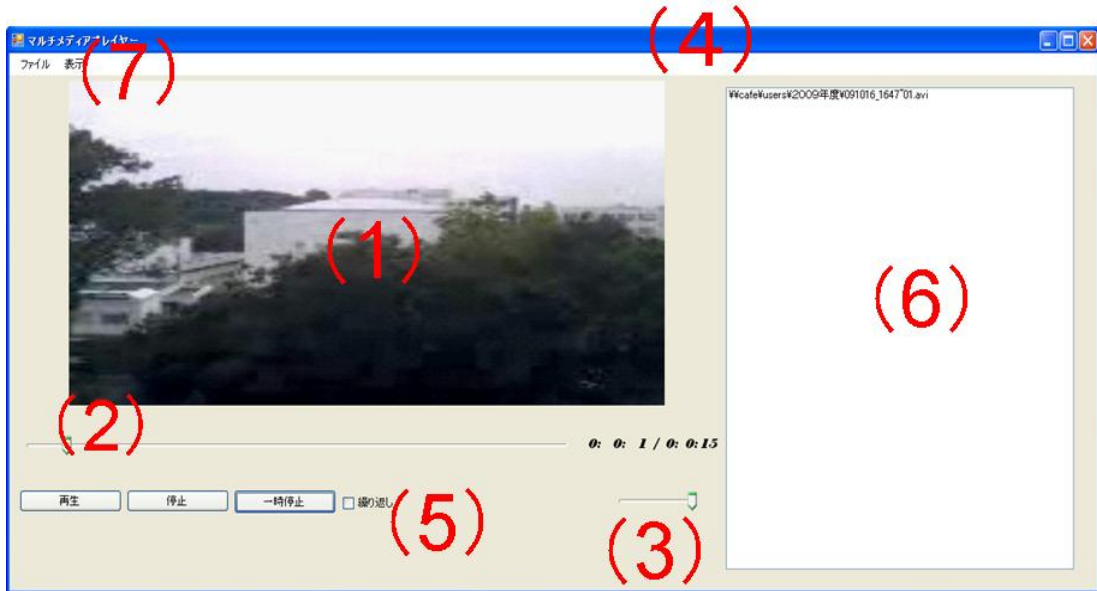 (4)
マルチメディアプレイヤー
ファイル 表示
(7)
¥¥cafe¥users¥2009年度¥091016_1647~01.avi
(1)
(6)
(2)
0: 0: 1 / 0: 0:15
再生 停止 一時停止 繰り返し
(5)
(3)